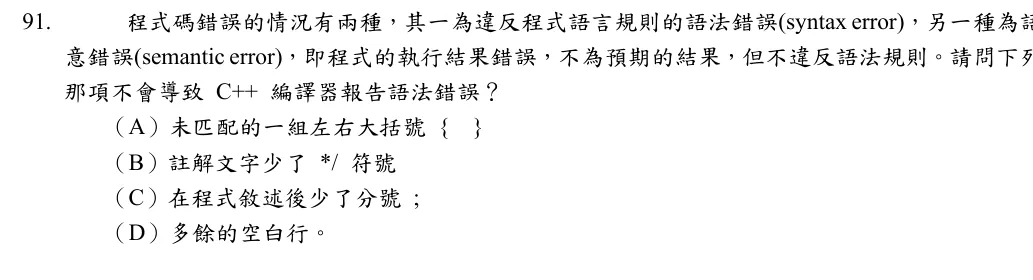 91. 程式碼錯誤的情況有兩種，其一為違反程式語言規則的語法錯誤(syntax error)，另一種為語
意錯誤(semantic error)，即程式的執行結果錯誤，不為預期的結果，但不違反語法規則。請問下列
那項不會導致 C++ 編譯器報告語法錯誤？
（A）未匹配的一組左右大括號 { }
（B）註解文字少了 */ 符號
（C）在程式敘述後少了分號 ;
（D）多餘的空白行。